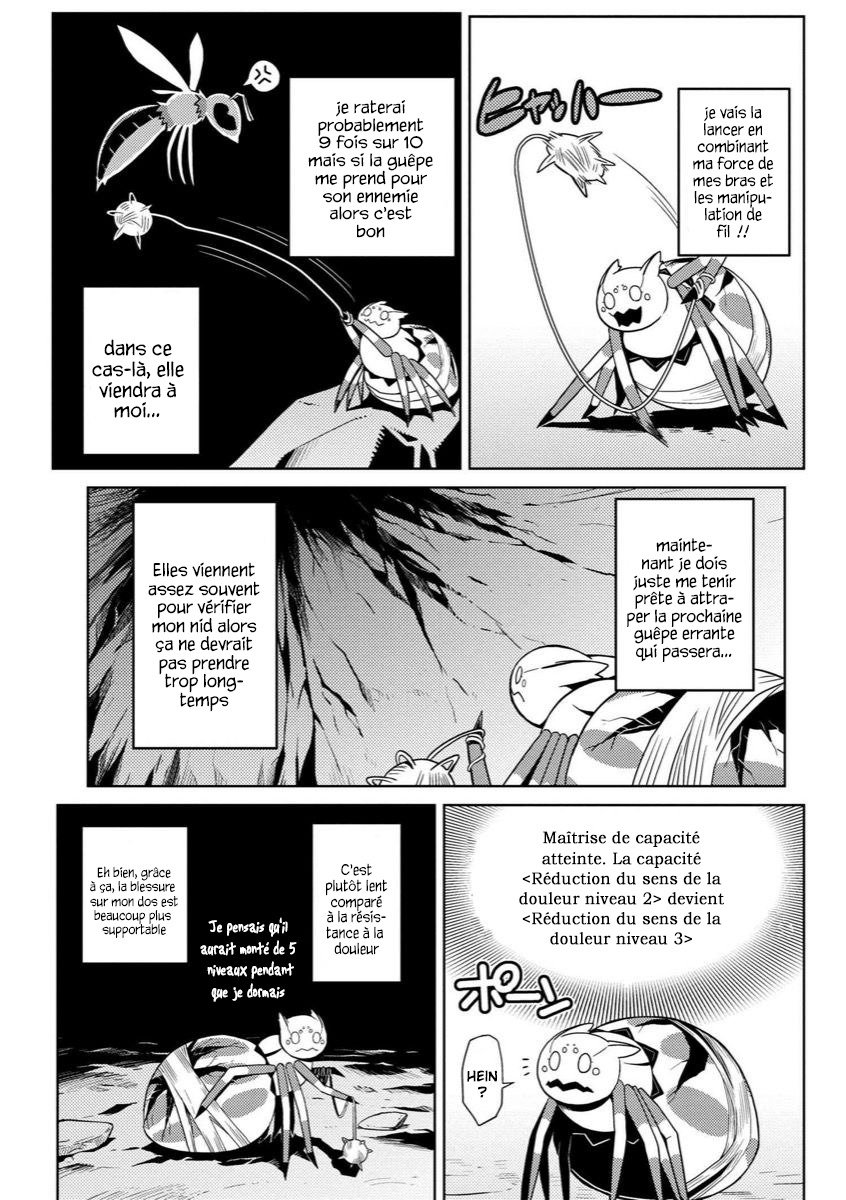 ヒャッハー
je vais la
lancer en
combinant
ma force de
mes bras et
les manipu-
lation de
fil !!
je raterai
probablement
9 fois sur 10
mais si la guêpe
me prend pour
son ennemie
alors c'est
bon
dans ce
cas-là, elle
viendra à
moi...
mainte-
nant je dois
juste me tenir
prête à attra-
per la prochaine
guêpe errante
qui passera...
Elles viennent
assez souvent
pour vérifier
mon nid alors
ça ne devrait
pas prendre
trop long-
temps
Maîtrise de capacité
atteinte. La capacité
<Réduction du sens de la
douleur niveau 2> devient
<Réduction du sens de la
douleur niveau 3>
ポーン
HEIN
?
C'est
plutôt lent
comparé
à la résis-
tance à la
douleur
Je pensais qu'il
aurait monté de 5
niveaux pendant
que je dormais
Eh bien, grâce
à ça, la blessure
sur mon dos est
beaucoup plus
supportable